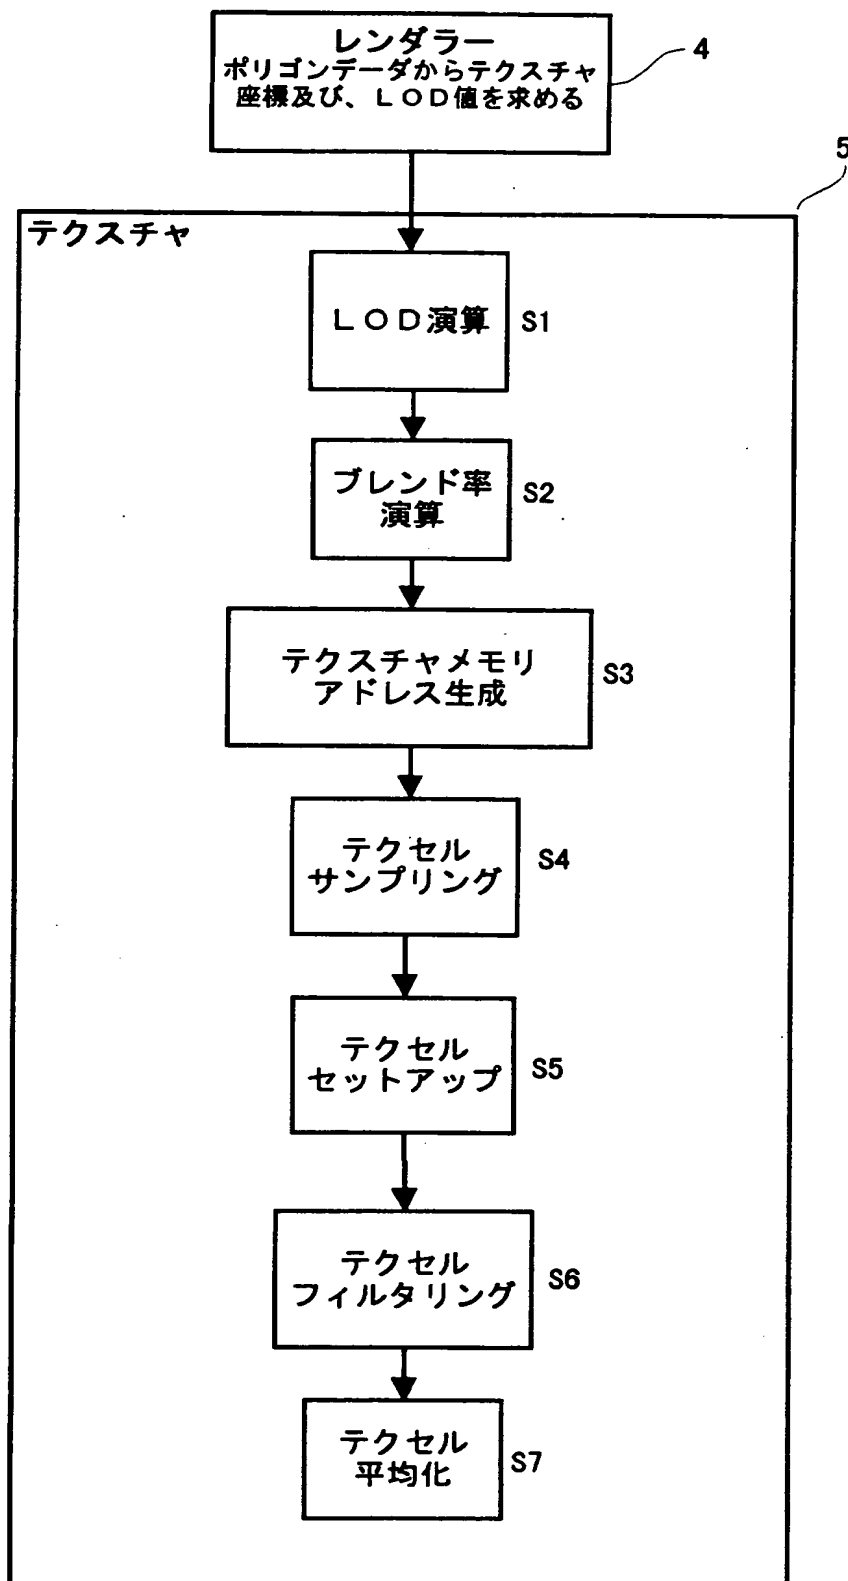 レンダラー
ポリゴンデーダからテクスチャ
座標及び、LOD値を求める
4
5
テクスチャ
LOD演算
S1
ブレンド率
演算
S2
テクスチャメモリ
アドレス生成
S3
テクセル
サンプリング
S4
テクセル
セットアップ
S5
テクセル
フィルタリング
S6
テクセル
平均化
S7